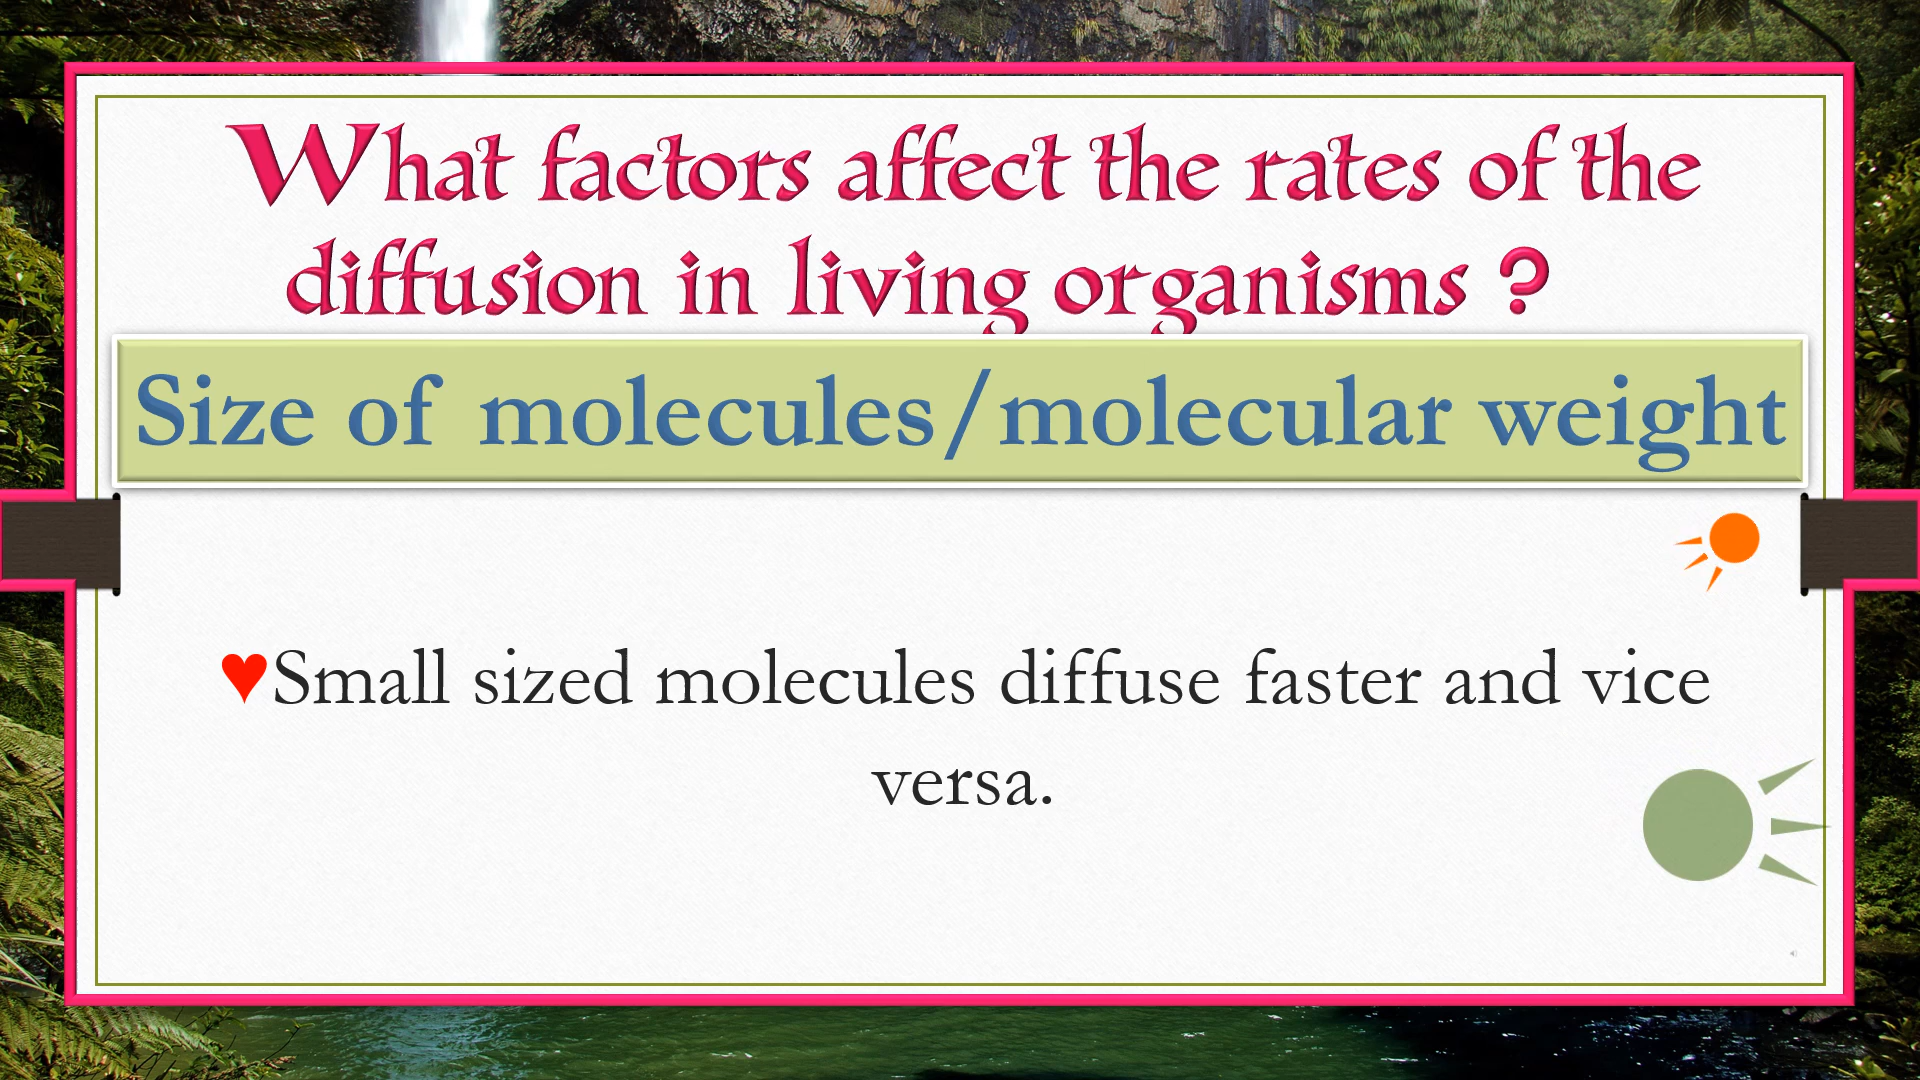 What factors affect the rates of the
diffusion in living organisms ?
Size of molecules/molecular weight
♥Small sized molecules diffuse faster and vice
versa.